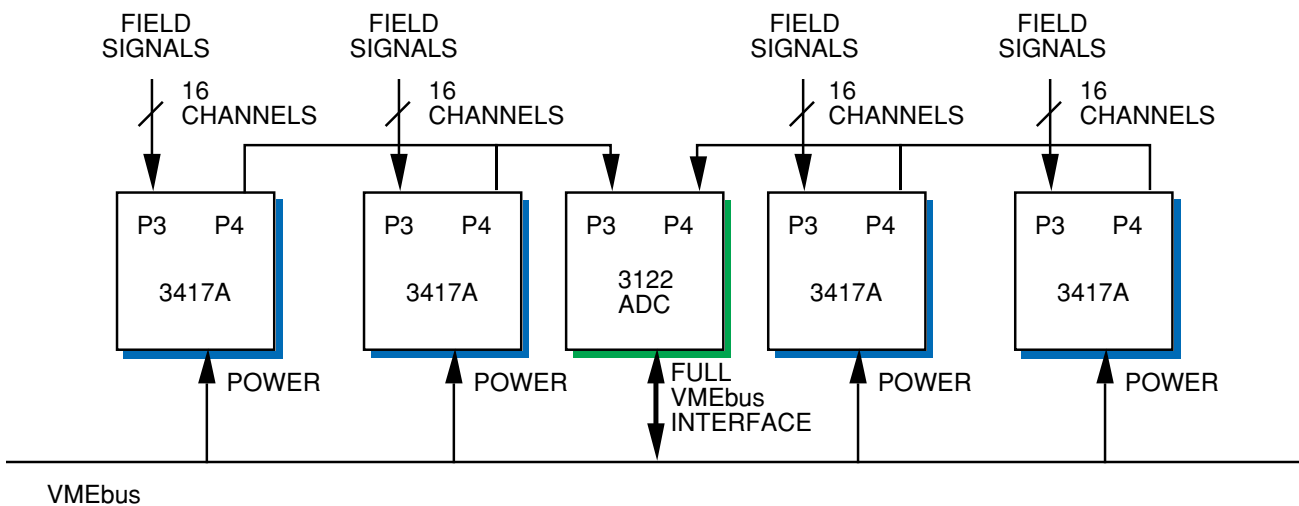 FIELD
SIGNALS
FIELD
SIGNALS
FIELD
SIGNALS
FIELD
SIGNALS
16
CHANNELS
16
CHANNELS
16
CHANNELS
16
CHANNELS
P3 P4
3417A
P3 P4
3417A
P3 P4
3122
ADC
P3 P4
3417A
P3 P4
3417A
POWER
POWER
FULL
VMEbus
INTERFACE
POWER
POWER
VMEbus